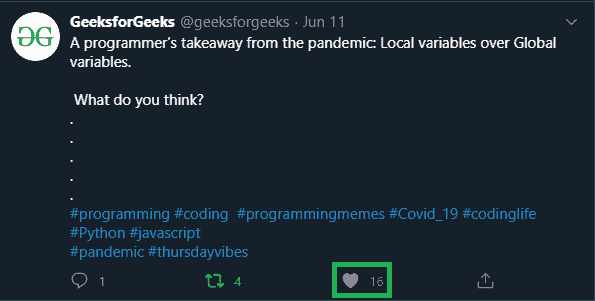 GeeksforGeeks @geeksforgeeks · Jun 11
A programmer's takeaway from the pandemic: Local variables over Global
variables.
What do you think?
.
.
.
.
.
#programming #coding #programmingmemes #Covid_19 #codinglife
#Python #javascript
#pandemic #thursdayvibes
1 4 16